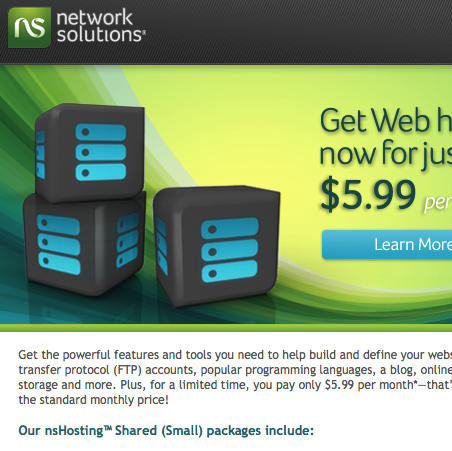 ns network
solutions®
Get Web h
now for jus
$5.99 per
Learn More
Get the powerful features and tools you need to help build and define your webs
transfer protocol (FTP) accounts, popular programming languages, a blog, online
storage and more. Plus, for a limited time, you pay only $5.99 per month*—that'
the standard monthly price!
Our nsHosting™ Shared (Small) packages include: